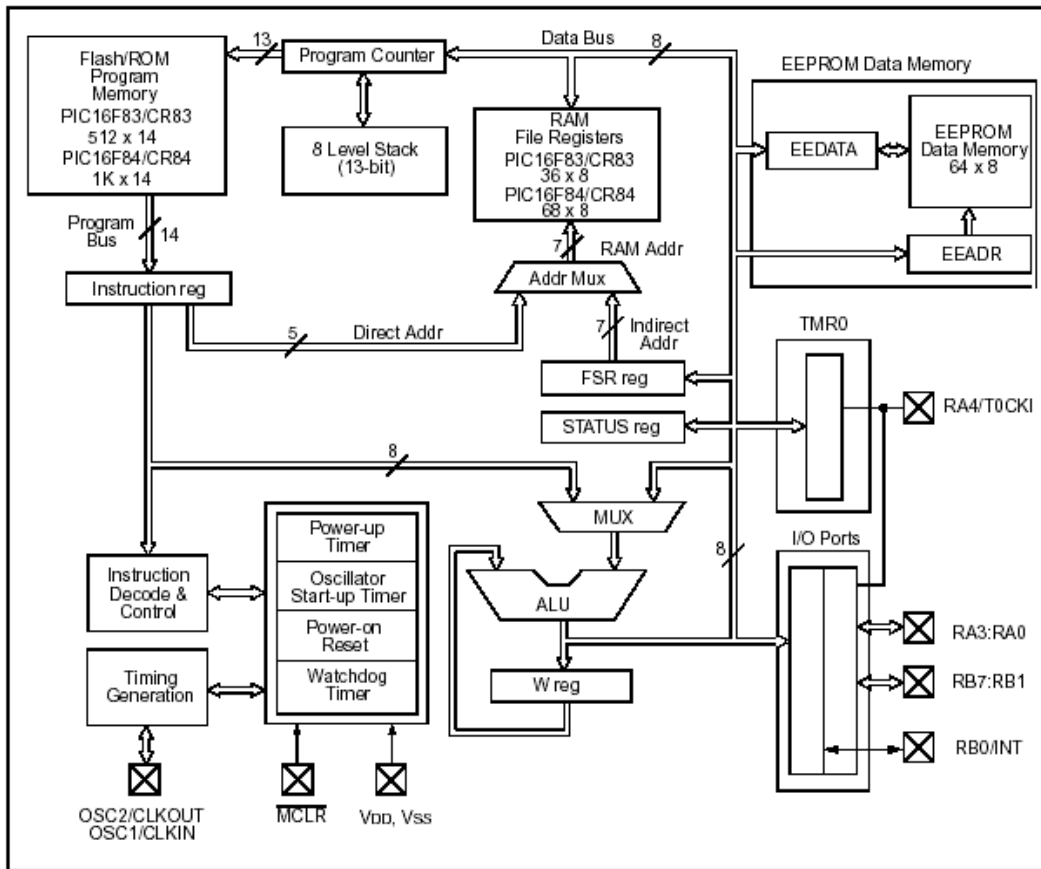 Flash/ROM
Program
Memory
PIC16F83/CR83
512 x 14
PIC16F84/CR84
1K x 14
13
Program Counter
8 Level Stack
(13-bit)
Data Bus
8
RAM
File Registers
PIC16F83/CR83
36 x 8
PIC16F84/CR84
68 x 8
EEPROM Data Memory
EEDATA
EEPROM
Data Memory
64 x 8
EEADR
Program
Bus
14
Instruction reg
7
RAM Addr
Addr Mux
5
Direct Addr
7
Indirect
Addr
FSR reg
STATUS reg
TMR0
RA4/T0CKI
8
MUX
8
I/O Ports
Power-up
Timer
Oscillator
Start-up Timer
Power-on
Reset
Watchdog
Timer
Instruction
Decode &
Control
Timing
Generation
ALU
W reg
RA3:RA0
RB7:RB1
RB0/INT
OSC2/CLKOUT
OSC1/CLKIN
MCLR
VDD, VSS